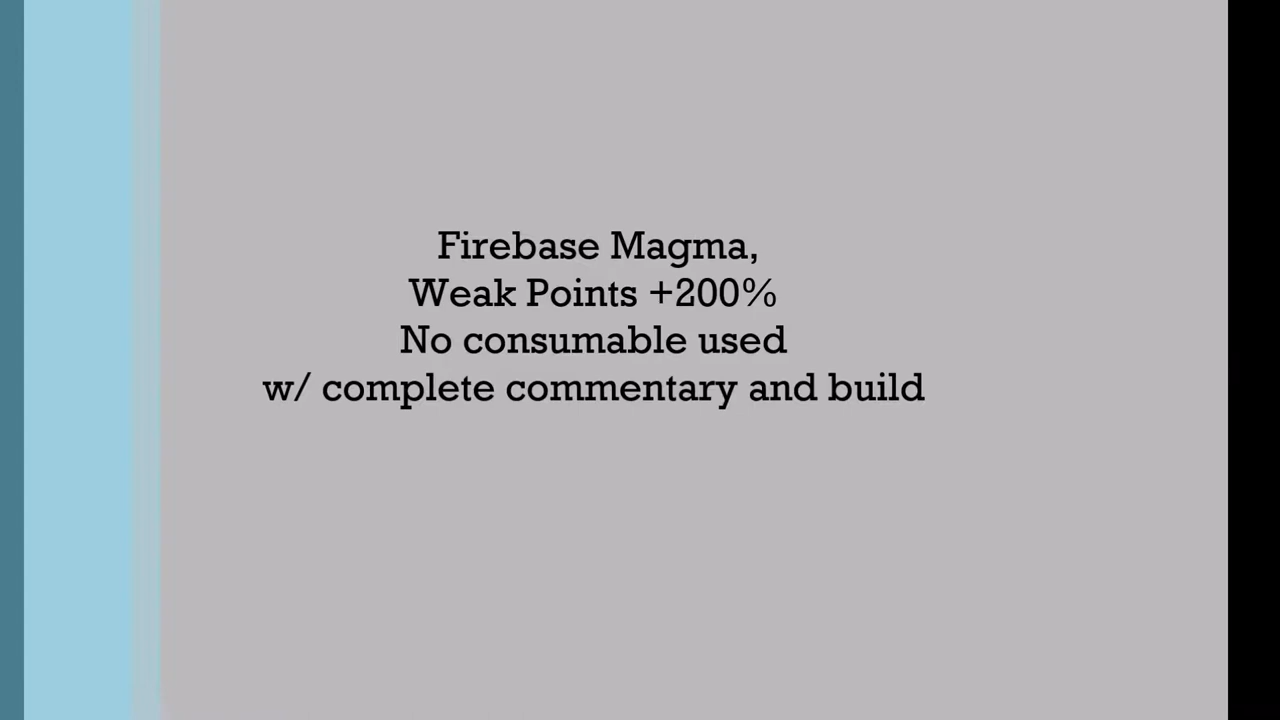 Firebase Magma,
Weak Points +200%
No consumable used
w/ complete commentary and build